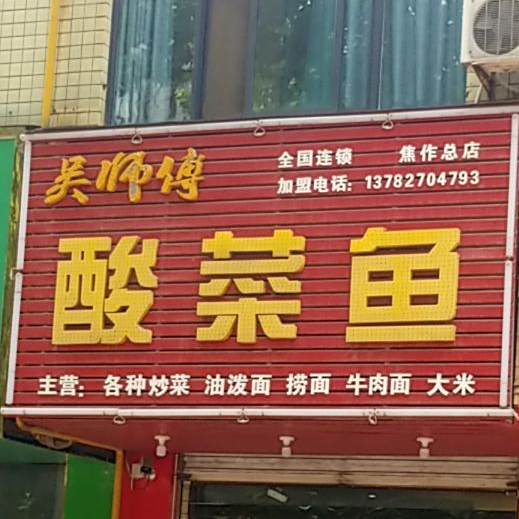 吴师傅
全国连锁 焦作总店
加盟电话：13782704793
酸菜鱼
主营：各种炒菜 油泼面 捞面 牛肉面 大米